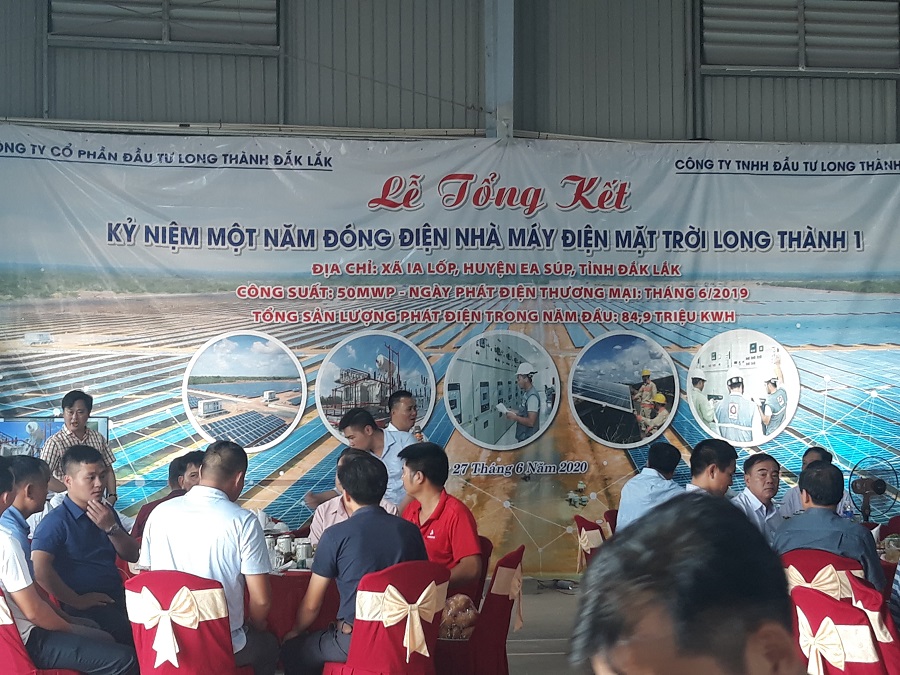 ÔNG TY CỔ PHẦN ĐẦU TƯ LONG THÀNH ĐẮK LẮK
CÔNG TY TNHH ĐẦU TƯ LONG THÀNH
Lễ Tổng Kết
KỶ NIỆM MỘT NĂM ĐÓNG ĐIỆN NHÀ MÁY ĐIỆN MẶT TRỜI LONG THÀNH 1
ĐỊA CHỈ: XÃ IA LỐP, HUYỆN EA SÚP, TỈNH ĐẮK LẮK
CÔNG SUẤT: 50MWP - NGÀY PHÁT ĐIỆN THƯƠNG MẠI: THÁNG 6/2019
TỔNG SẢN LƯỢNG PHÁT ĐIỆN TRONG NĂM ĐẦU: 84,9 TRIỆU KWH
27 Tháng 6 Năm 2020